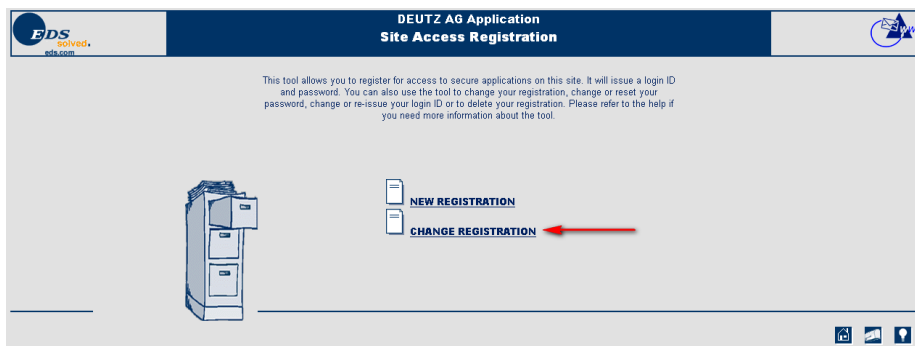 EDS
solved.
eds.com
DEUTZ AG Application
Site Access Registration
This tool allows you to register for access to secure applications on this site. It will issue a login ID
and password. You can also use the tool to change your registration, change or reset your
password, change or re-issue your login ID or to delete your registration. Please refer to the help if
you need more information about the tool.
NEW REGISTRATION
CHANGE REGISTRATION